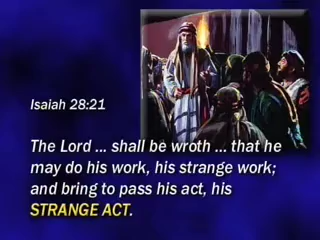 Isaiah 28:21
The Lord ... shall be wroth ... that he
may do his work, his strange work;
and bring to pass his act, his
STRANGE ACT.